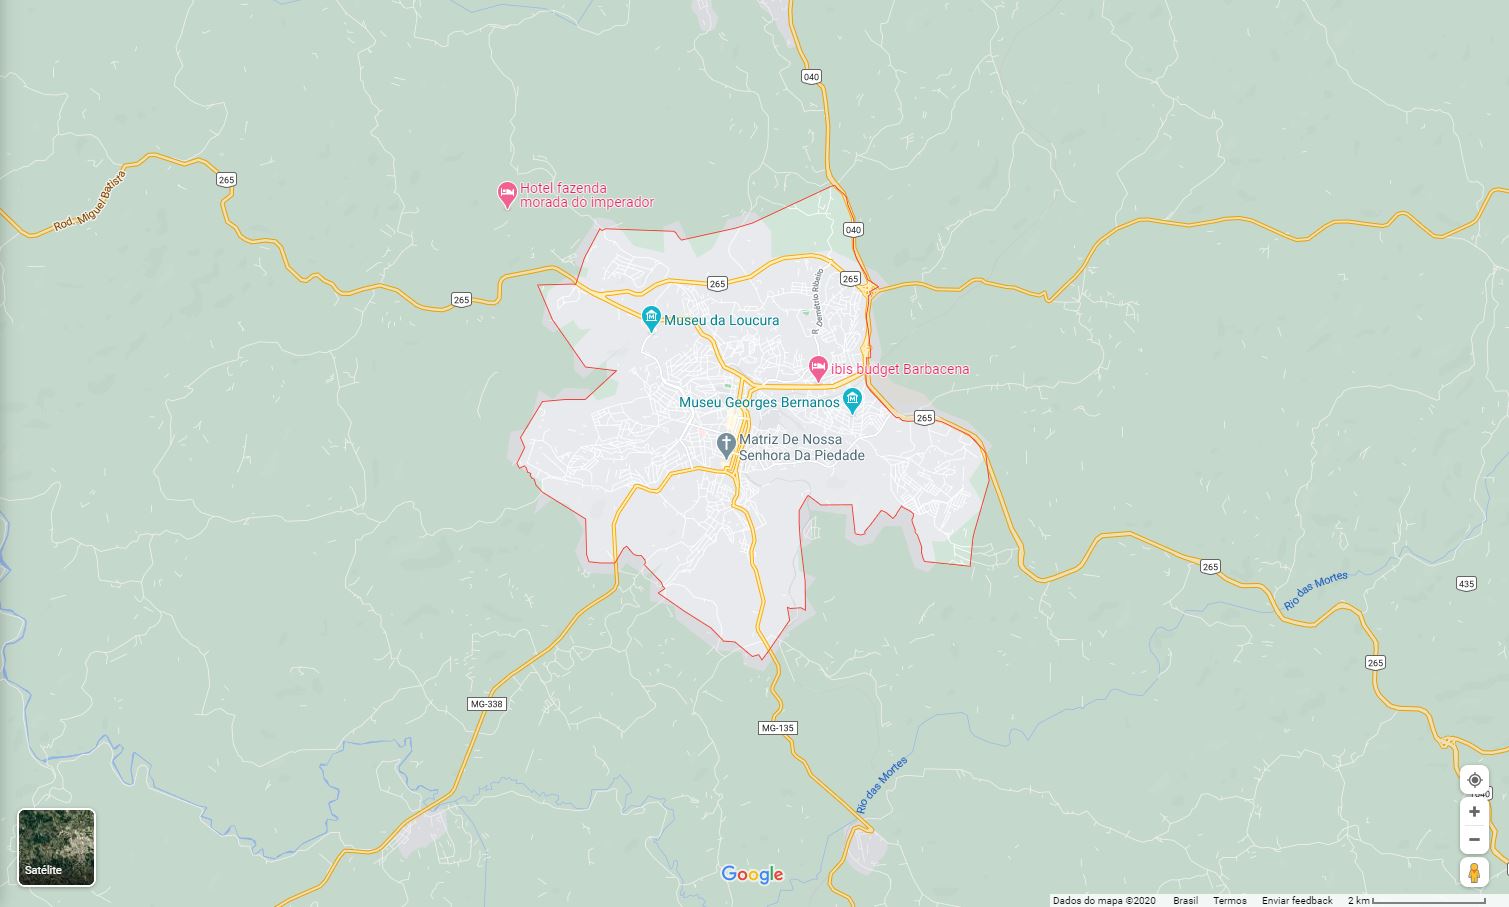 040
Rod. Miguel Batista
265
Hotel fazenda
morada do imperador
040
265
265
265
R. Demétrio Ribeiro
Museu da Loucura
ibis budget Barbacena
Museu Georges Bernanos
265
Matriz De Nossa
Senhora Da Piedade
265
Rio das Mortes
435
265
MG-338
MG-135
Rio das Mortes
040
Satélite
Google
Dados do mapa ©2020 Brasil Termos Enviar feedback 2 km